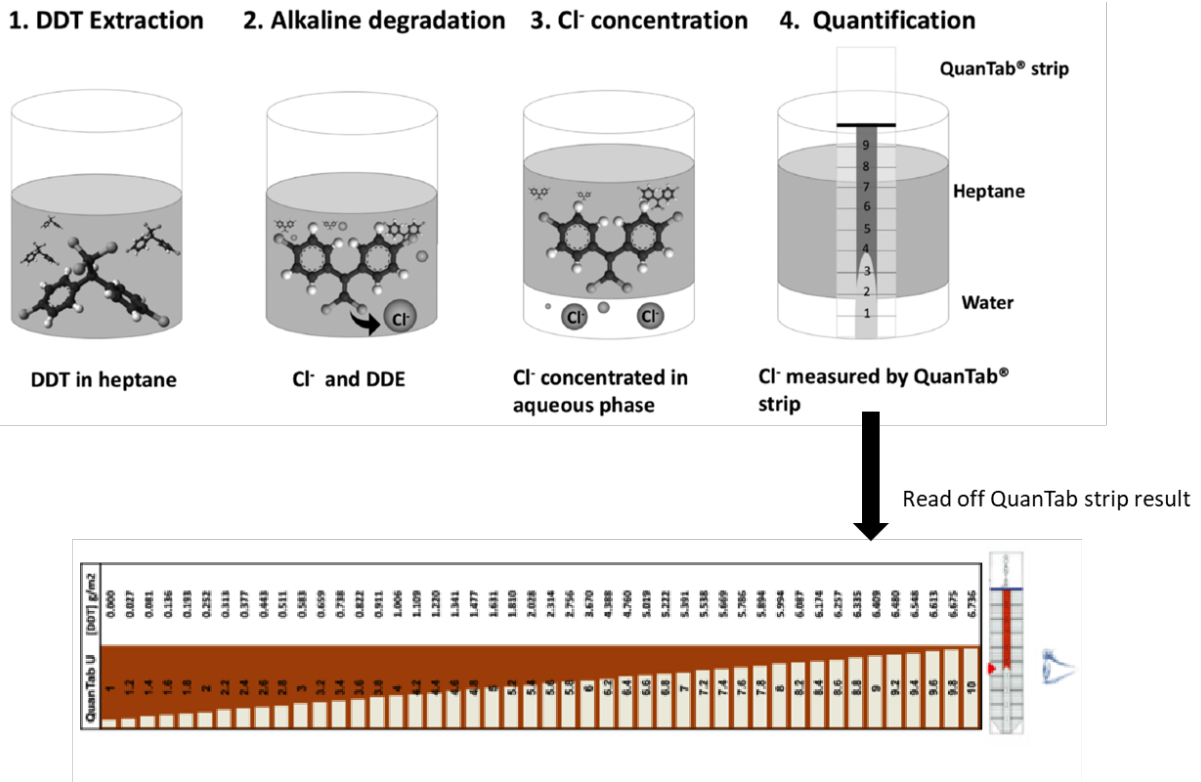 1. DDT Extraction
2. Alkaline degradation
3. Cl⁻ concentration
4. Quantification
QuanTab® strip
9
8
7
6
5
4
3
2
1
Heptane
Water
Cl⁻
Cl⁻
Cl⁻
DDT in heptane
Cl⁻ and DDE
Cl⁻ concentrated in
aqueous phase
Cl⁻ measured by QuanTab®
strip
Read off QuanTab strip result
[DDT] g/m2
0.000 0.027 0.081 0.136 0.193 0.252 0.313 0.377 0.443 0.511 0.583 0.659 0.738 0.822 0.911 1.006 1.109 1.220 1.341 1.477 1.631 1.810 2.028 2.314 2.756 3.670 4.388 4.760 5.019 5.222 5.391 5.538 5.669 5.786 5.894 5.994 6.087 6.174 6.257 6.335 6.409 6.480 6.548 6.613 6.675 6.736
QuanTab UI
1 1.2 1.4 1.6 1.8 2 2.2 2.4 2.6 2.8 3 3.2 3.4 3.6 3.8 4 4.2 4.4 4.6 4.8 5 5.2 5.4 5.6 5.8 6 6.2 6.4 6.6 6.8 7 7.2 7.4 7.6 7.8 8 8.2 8.4 8.6 8.8 9 9.2 9.4 9.6 9.8 10